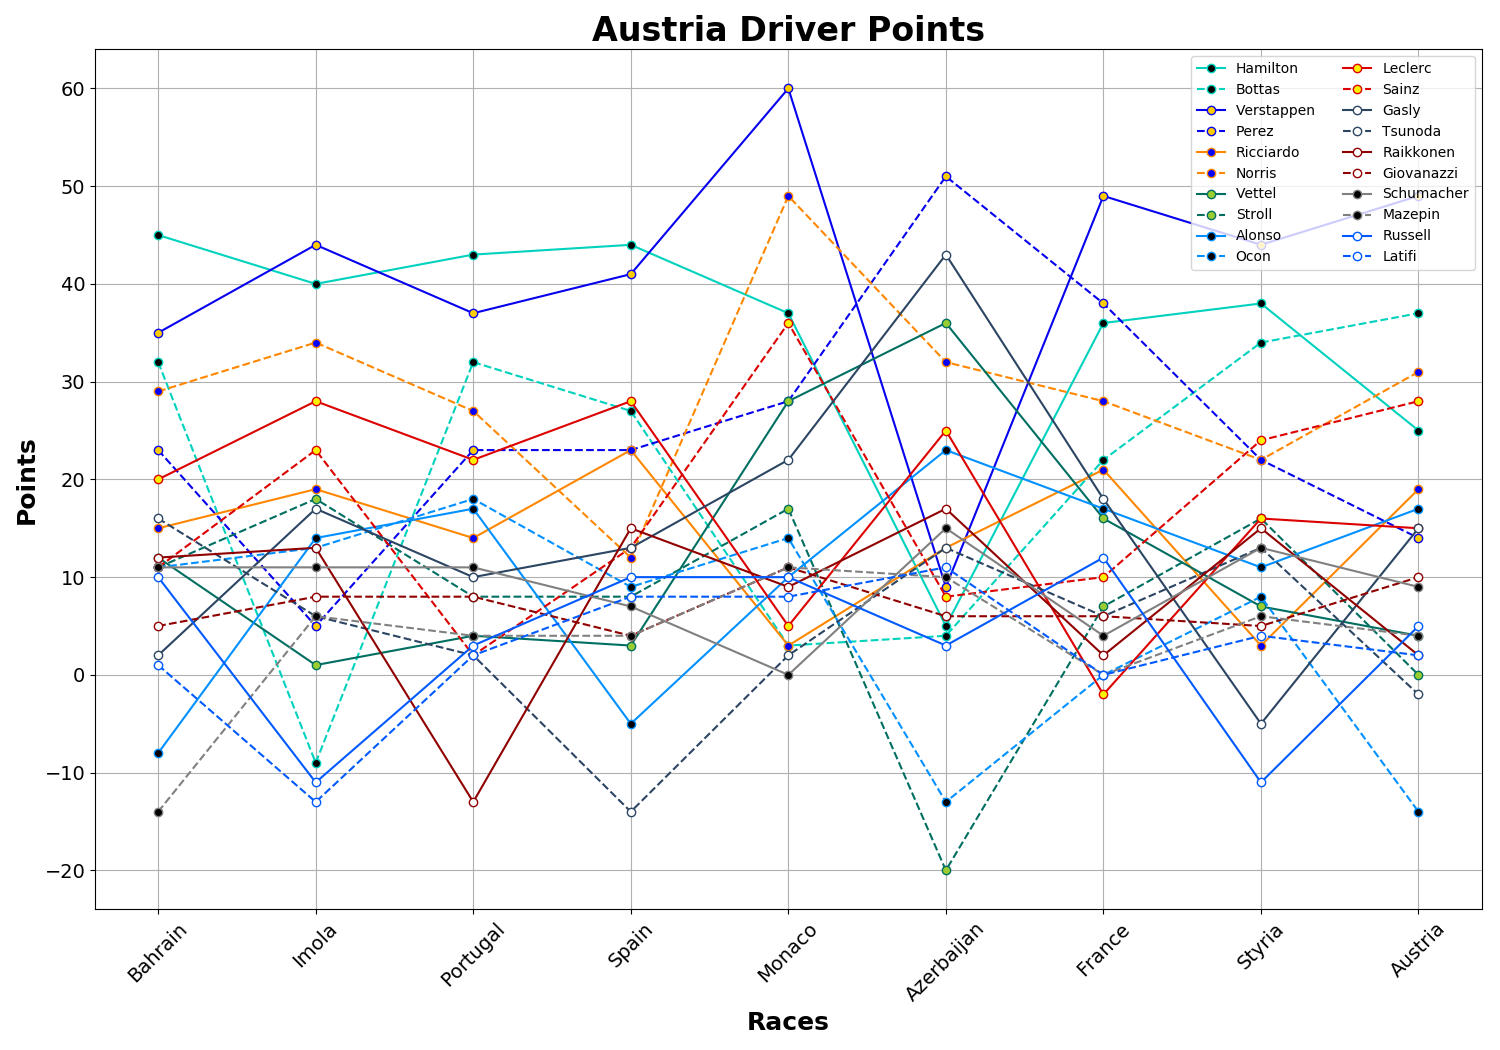 Austria Driver Points
Hamilton
Bottas
Verstappen
Perez
Ricciardo
Norris
Vettel
Stroll
Alonso
Ocon
Leclerc
Sainz
Gasly
Tsunoda
Raikkonen
Giovanazzi
Schumacher
Mazepin
Russell
Latifi
Points
60
50
40
30
20
10
0
−10
−20
Bahrain
Imola
Portugal
Spain
Monaco
Azerbaijan
France
Styria
Austria
Races